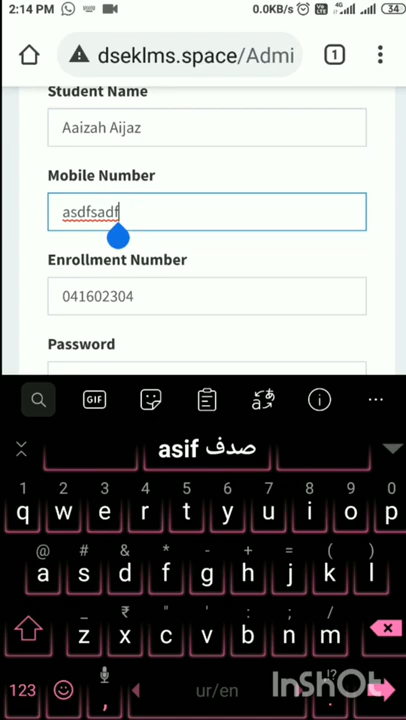 2:14 PM 0.0KB/s 4G 34
dseklms.space/Admi 1
Student Name
Aaizah Aijaz
Mobile Number
asdfsadf
Enrollment Number
041602304
Password
GIF
asif صدف
1 2 3 4 5 6 7 8 9 0
q w e r t y u i o p
@ # & * - + = ( )
a s d f g h j k l
_ ₹ " ' : ; /
z x c v b n m
123 , ur/en !? .
InShOt